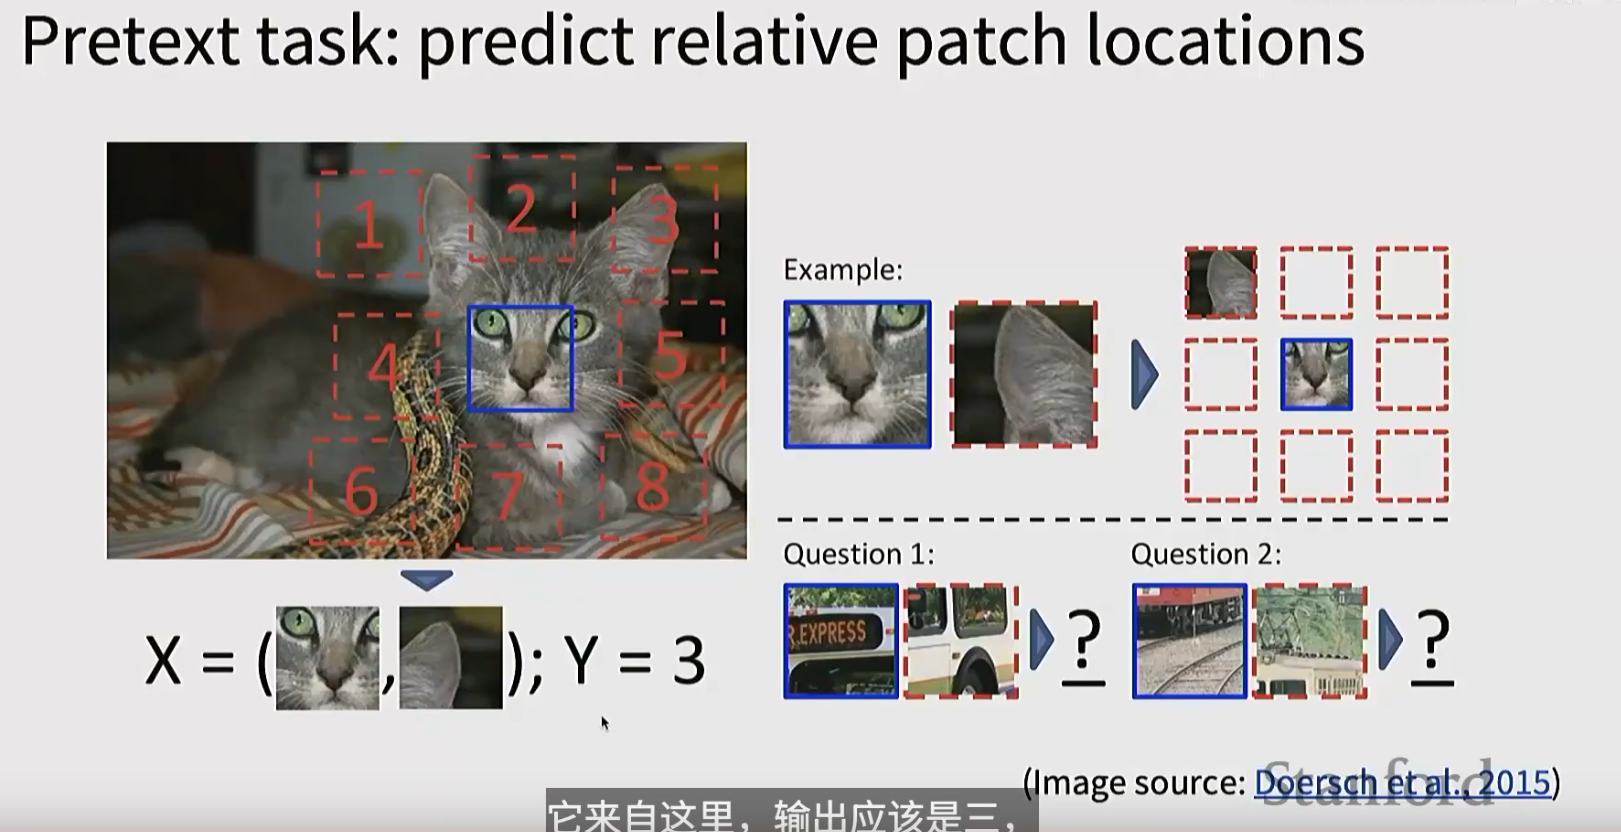 Pretext task: predict relative patch locations
1 2 3
4 5
6 7 8
X = ( , ); Y = 3
Example:
Question 1:
Question 2:
R.EXPRESS
?
?
(Image source: Doersch et al., 2015)
Stanford
它来自这里，输出应该是三，